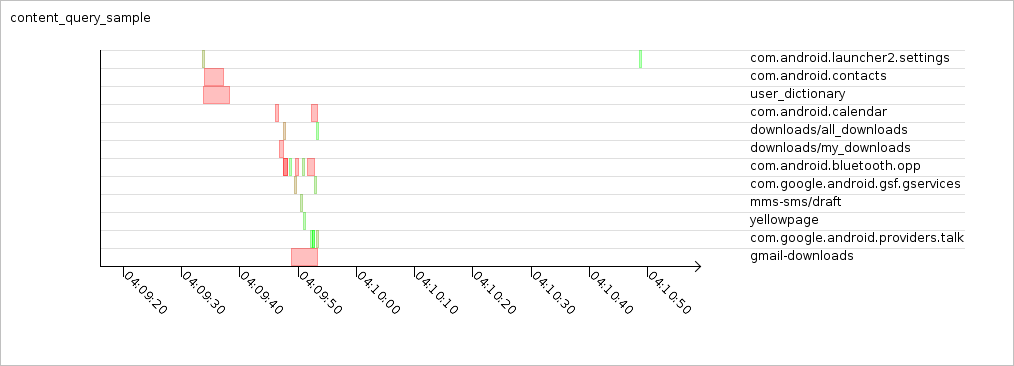 content_query_sample
com.android.launcher2.settings
com.android.contacts
user_dictionary
com.android.calendar
downloads/all_downloads
downloads/my_downloads
com.android.bluetooth.opp
com.google.android.gsf.gservices
mms-sms/draft
yellowpage
com.google.android.providers.talk
gmail-downloads
04:09:20
04:09:30
04:09:40
04:09:50
04:10:00
04:10:10
04:10:20
04:10:30
04:10:40
04:10:50